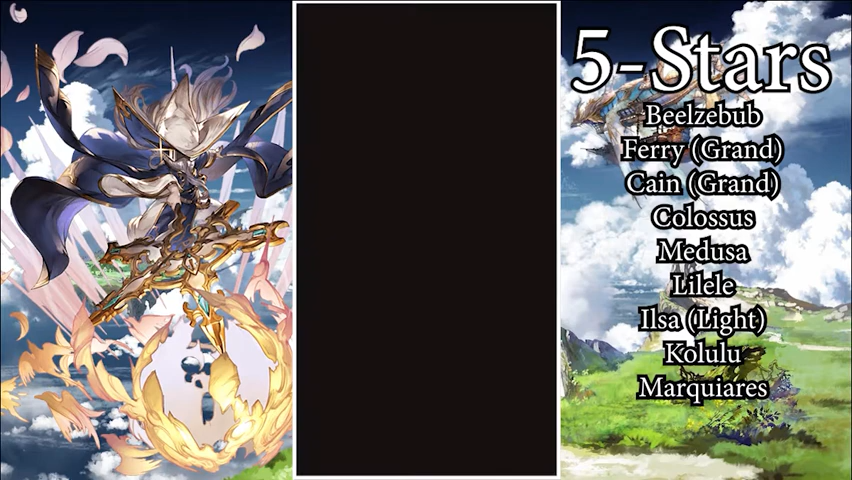 5-Stars
Beelzebub
Ferry (Grand)
Cain (Grand)
Colossus
Medusa
Lilele
Ilsa (Light)
Kolulu
Marquiares